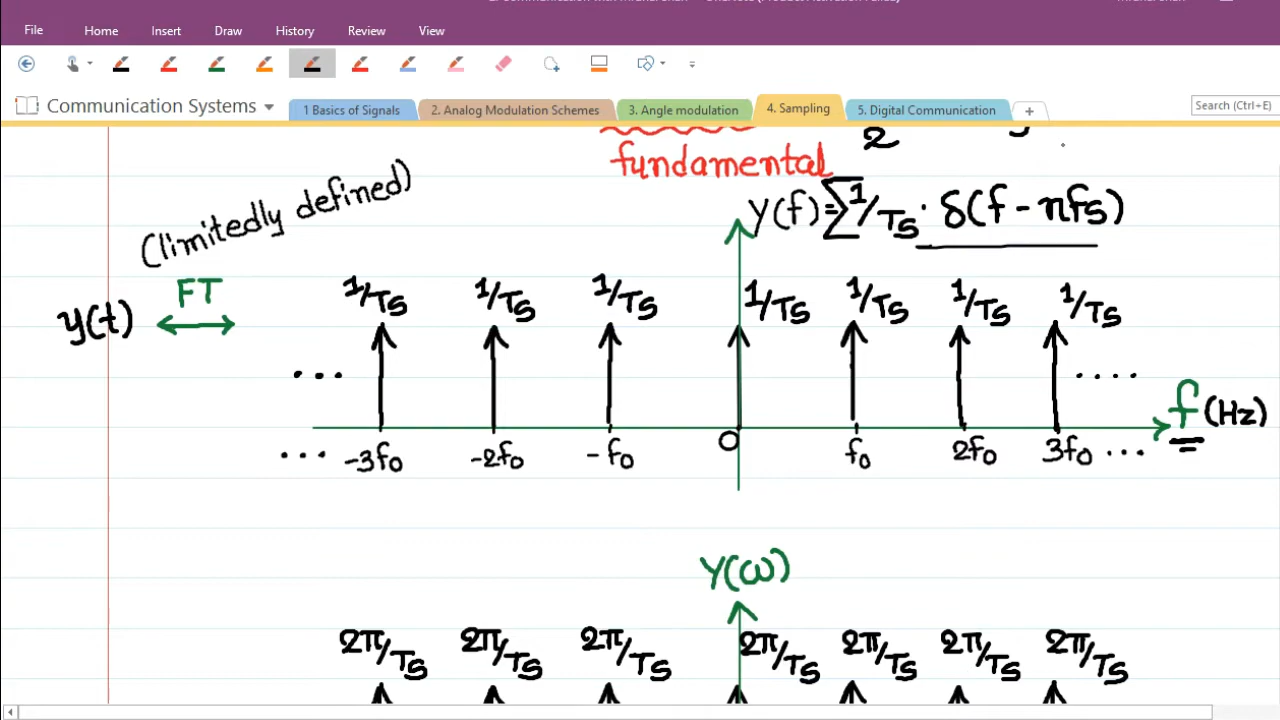 File Home Insert Draw History Review View
Communication Systems 1 Basics of Signals 2. Analog Modulation Schemes 3. Angle modulation 4. Sampling 5. Digital Communication + Search (Ctrl+E)
2
fundamental
(limitedly defined)
Y(f)=∑1/Ts · δ(f-nfs)
y(t) FT
1/Ts 1/Ts 1/Ts 1/Ts 1/Ts 1/Ts 1/Ts
... ....
f (Hz)
... -3f0 -2f0 -f0 0 f0 2f0 3f0 ...
Y(ω)
2π/Ts 2π/Ts 2π/Ts 2π/Ts 2π/Ts 2π/Ts 2π/Ts